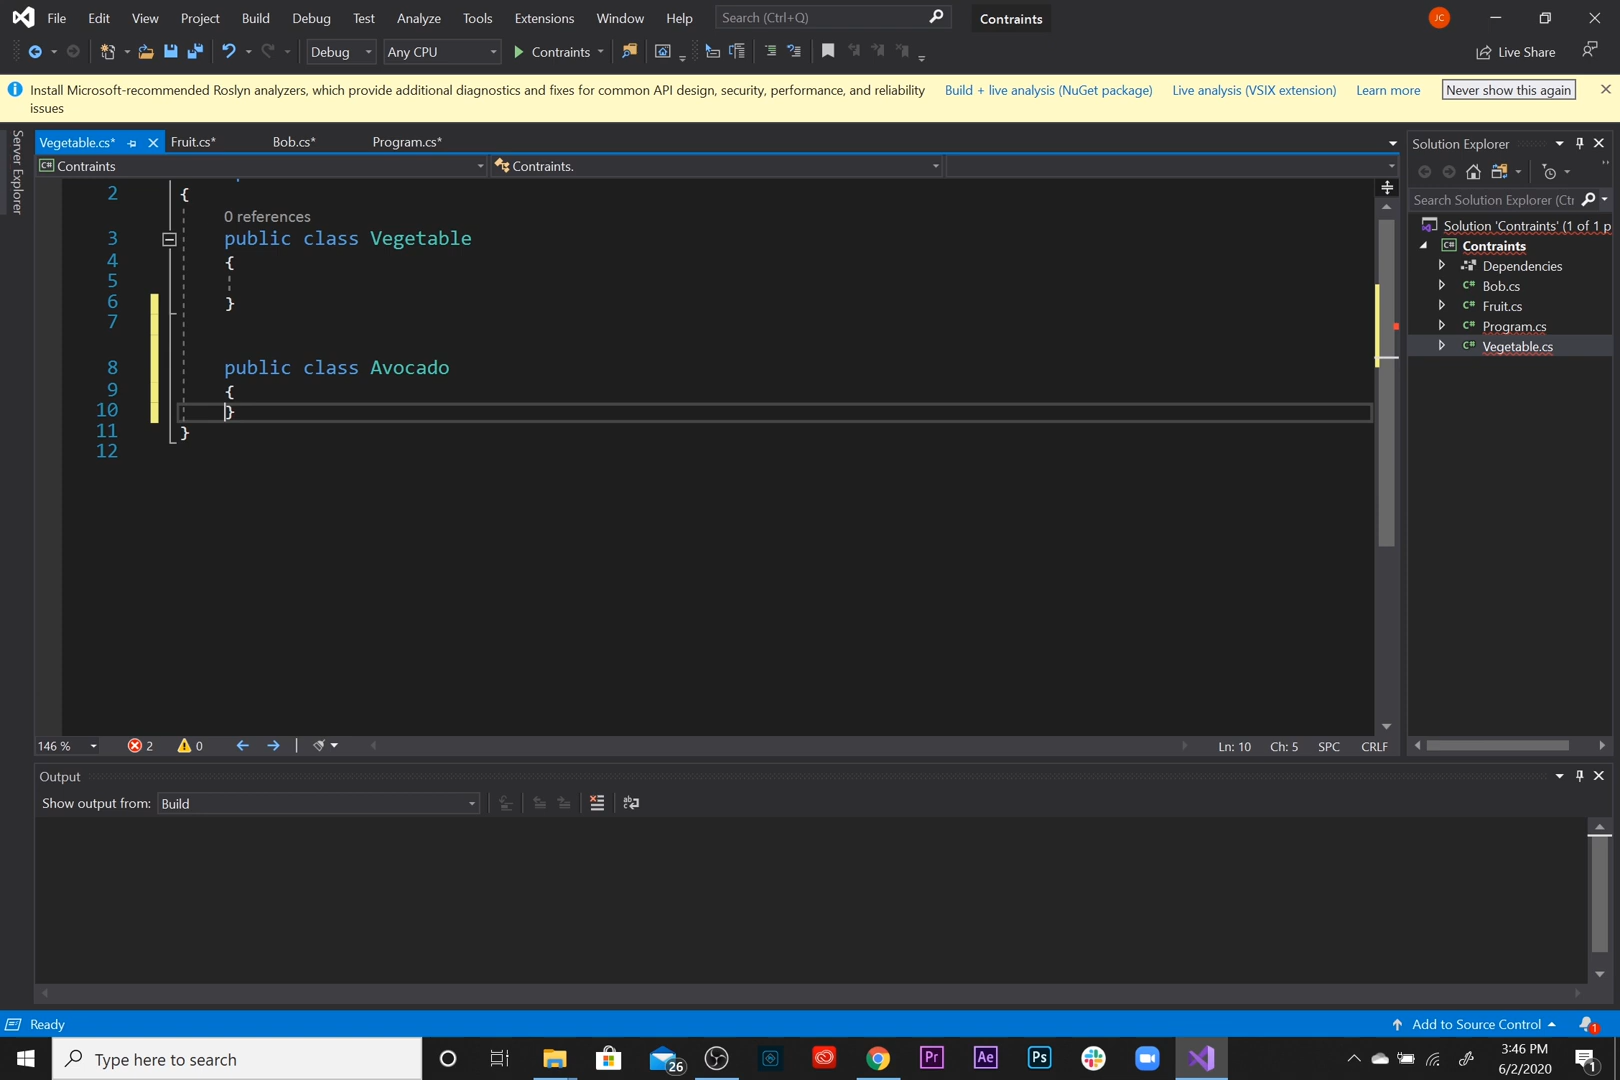 File Edit View Project Build Debug Test Analyze Tools Extensions Window Help Search (Ctrl+Q) Contraints JC
Debug Any CPU Contraints Live Share
Install Microsoft-recommended Roslyn analyzers, which provide additional diagnostics and fixes for common API design, security, performance, and reliability
issues
Build + live analysis (NuGet package) Live analysis (VSIX extension) Learn more Never show this again
Server Explorer
Vegetable.cs* Fruit.cs* Bob.cs* Program.cs*
C# Contraints Contraints.
2 {
0 references
3 public class Vegetable
4 {
5
6 }
7
8 public class Avocado
9 {
10 }
11 }
12
146 % 2 0 Ln: 10 Ch: 5 SPC CRLF
Solution Explorer
Search Solution Explorer (Ctr
Solution 'Contraints' (1 of 1 p
C# Contraints
Dependencies
C# Bob.cs
C# Fruit.cs
C# Program.cs
C# Vegetable.cs
Output
Show output from: Build
Ready Add to Source Control 1
Type here to search 26 Pr Ae Ps 3:46 PM
6/2/2020 1